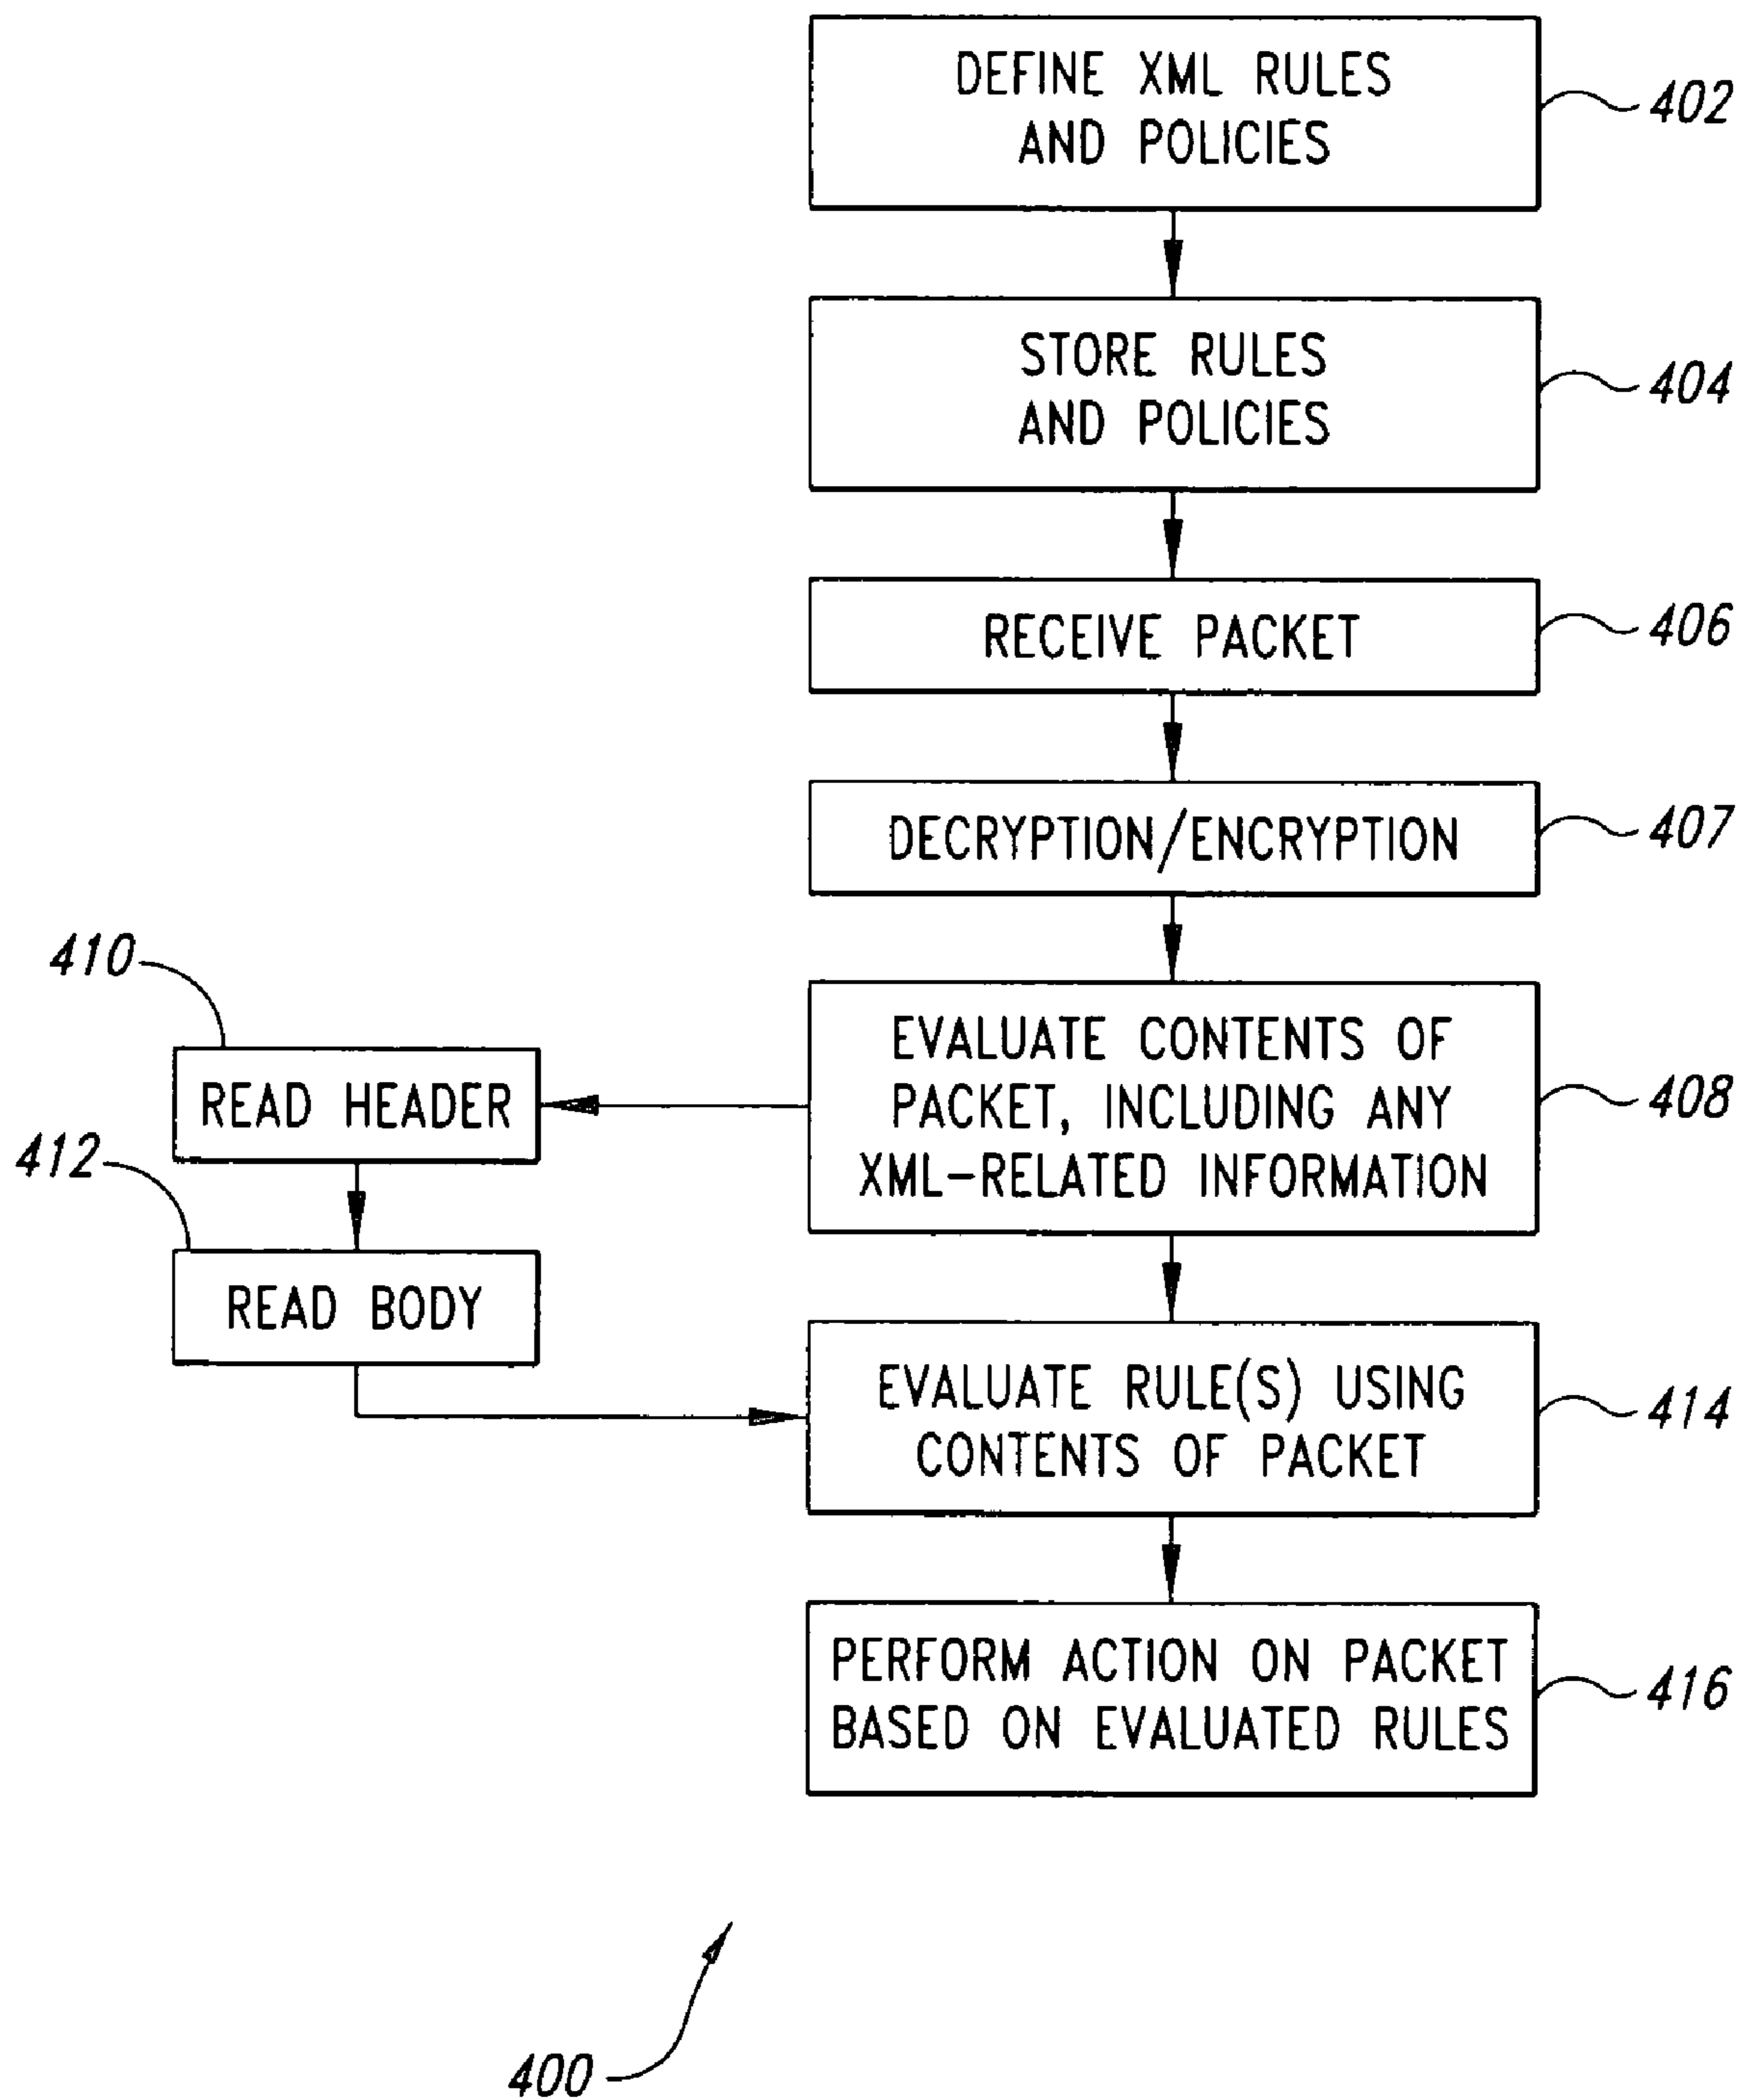 DEFINE XML RULES
AND POLICIES
402
STORE RULES
AND POLICIES
404
RECEIVE PACKET
406
DECRYPTION/ENCRYPTION
407
EVALUATE CONTENTS OF
PACKET, INCLUDING ANY
XML-RELATED INFORMATION
408
410
READ HEADER
412
READ BODY
EVALUATE RULE(S) USING
CONTENTS OF PACKET
414
PERFORM ACTION ON PACKET
BASED ON EVALUATED RULES
416
400